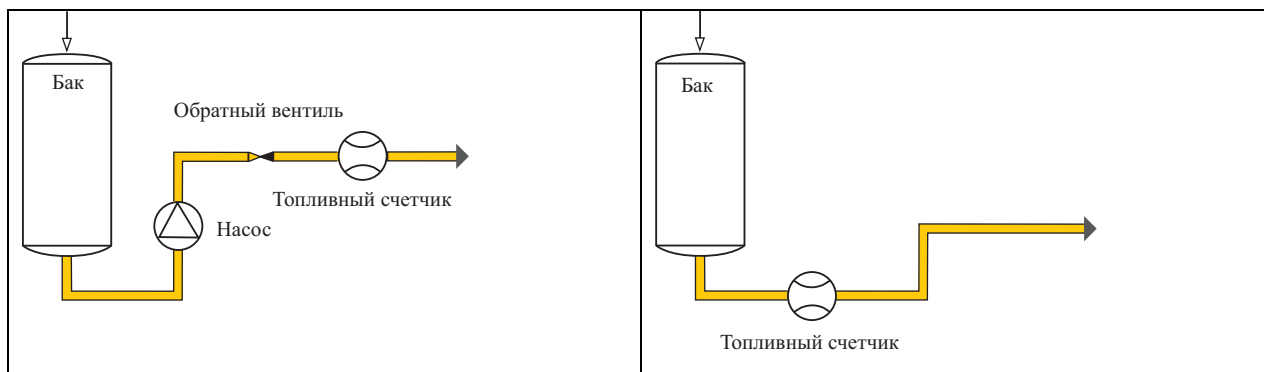 Бак
Обратный вентиль
Топливный счетчик
Насос
Бак
Топливный счетчик